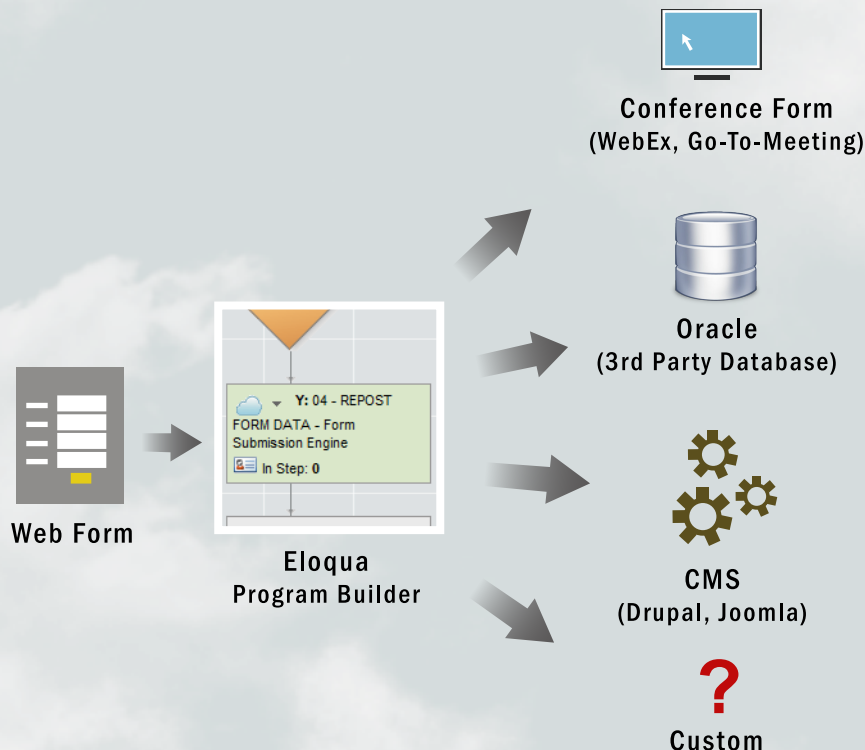 Conference Form
(WebEx, Go-To-Meeting)
Oracle
(3rd Party Database)
Y: 04 - REPOST
FORM DATA - Form
Submission Engine
In Step: 0
Web Form
Eloqua
Program Builder
CMS
(Drupal, Joomla)
?
Custom